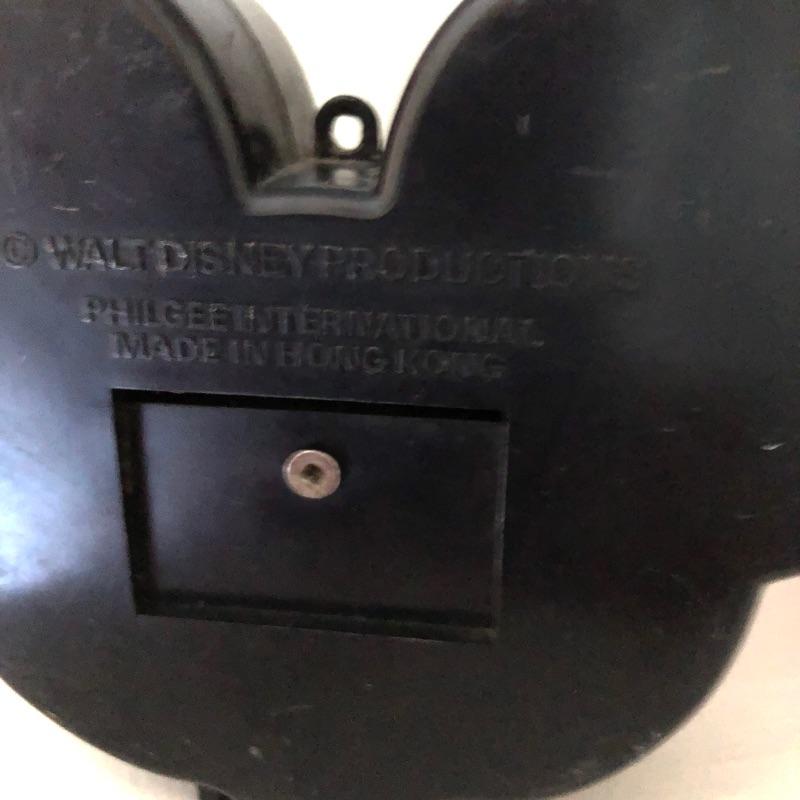 © WALT DISNEY PRODUCTIONS
PHILGEE INTERNATIONAL
MADE IN HONG KONG